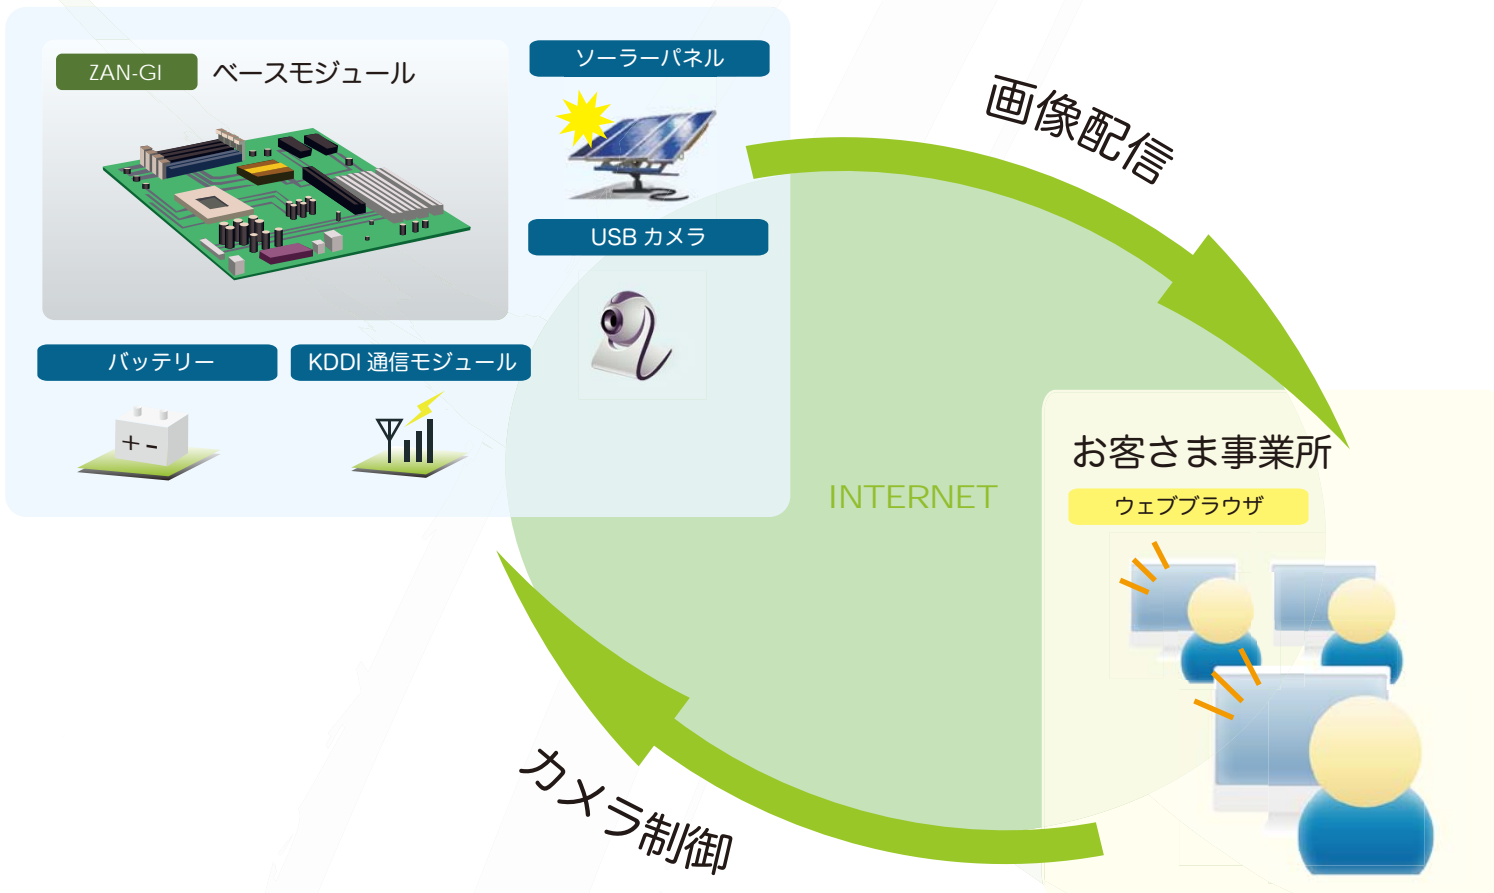 ZAN-GI
ベースモジュール
ソーラーパネル
USB カメラ
バッテリー
KDDI 通信モジュール
+ -
画像配信
INTERNET
お客さま事業所
ウェブブラウザ
カメラ制御